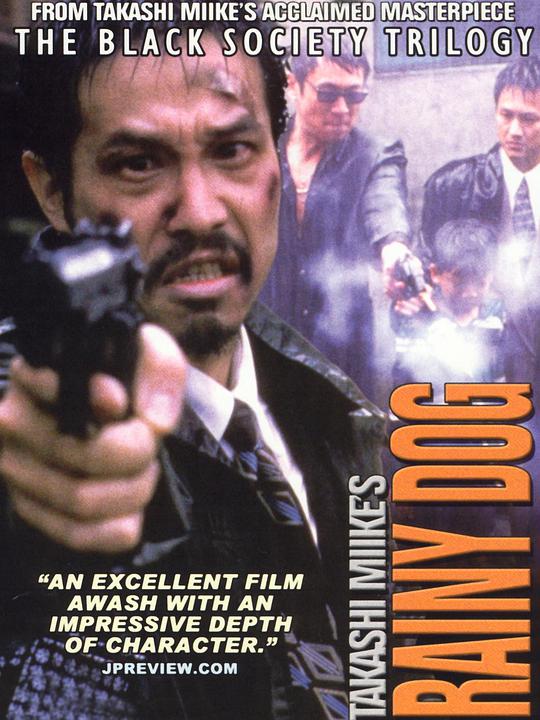 FROM TAKASHI MIIKE'S ACCLAIMED MASTERPIECE
THE BLACK SOCIETY TRILOGY
TAKASHI MIIKE'S
RAINY DOG
"AN EXCELLENT FILM
AWASH WITH AN
IMPRESSIVE DEPTH
OF CHARACTER."
JPREVIEW.COM